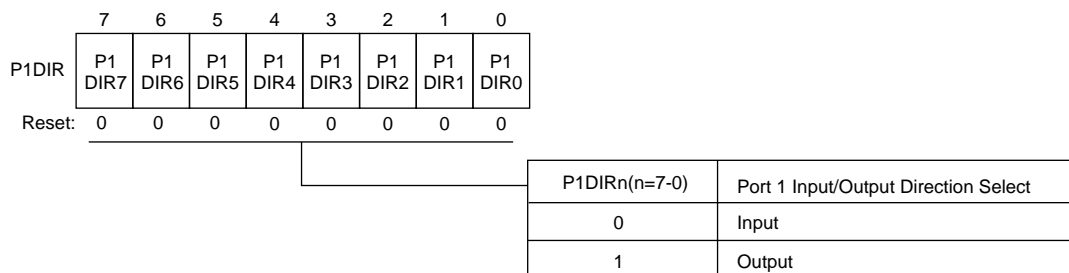 7 6 5 4 3 2 1 0
P1DIR P1 DIR7 P1 DIR6 P1 DIR5 P1 DIR4 P1 DIR3 P1 DIR2 P1 DIR1 P1 DIR0
Reset: 0 0 0 0 0 0 0 0
P1DIRn(n=7-0) Port 1 Input/Output Direction Select
0 Input
1 Output